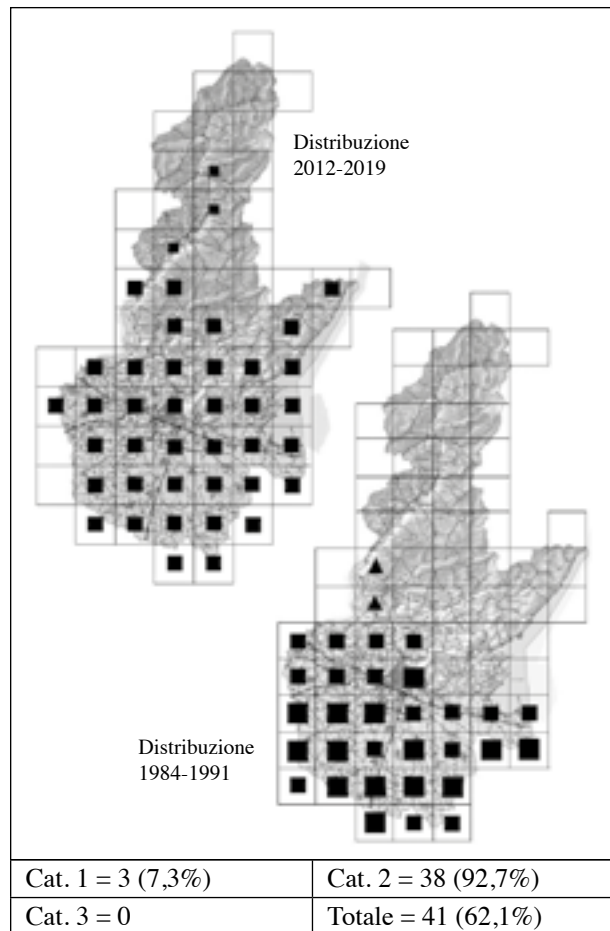 Distribuzione
2012-2019
Distribuzione
1984-1991
Cat. 1 = 3 (7,3%)
Cat. 2 = 38 (92,7%)
Cat. 3 = 0
Totale = 41 (62,1%)